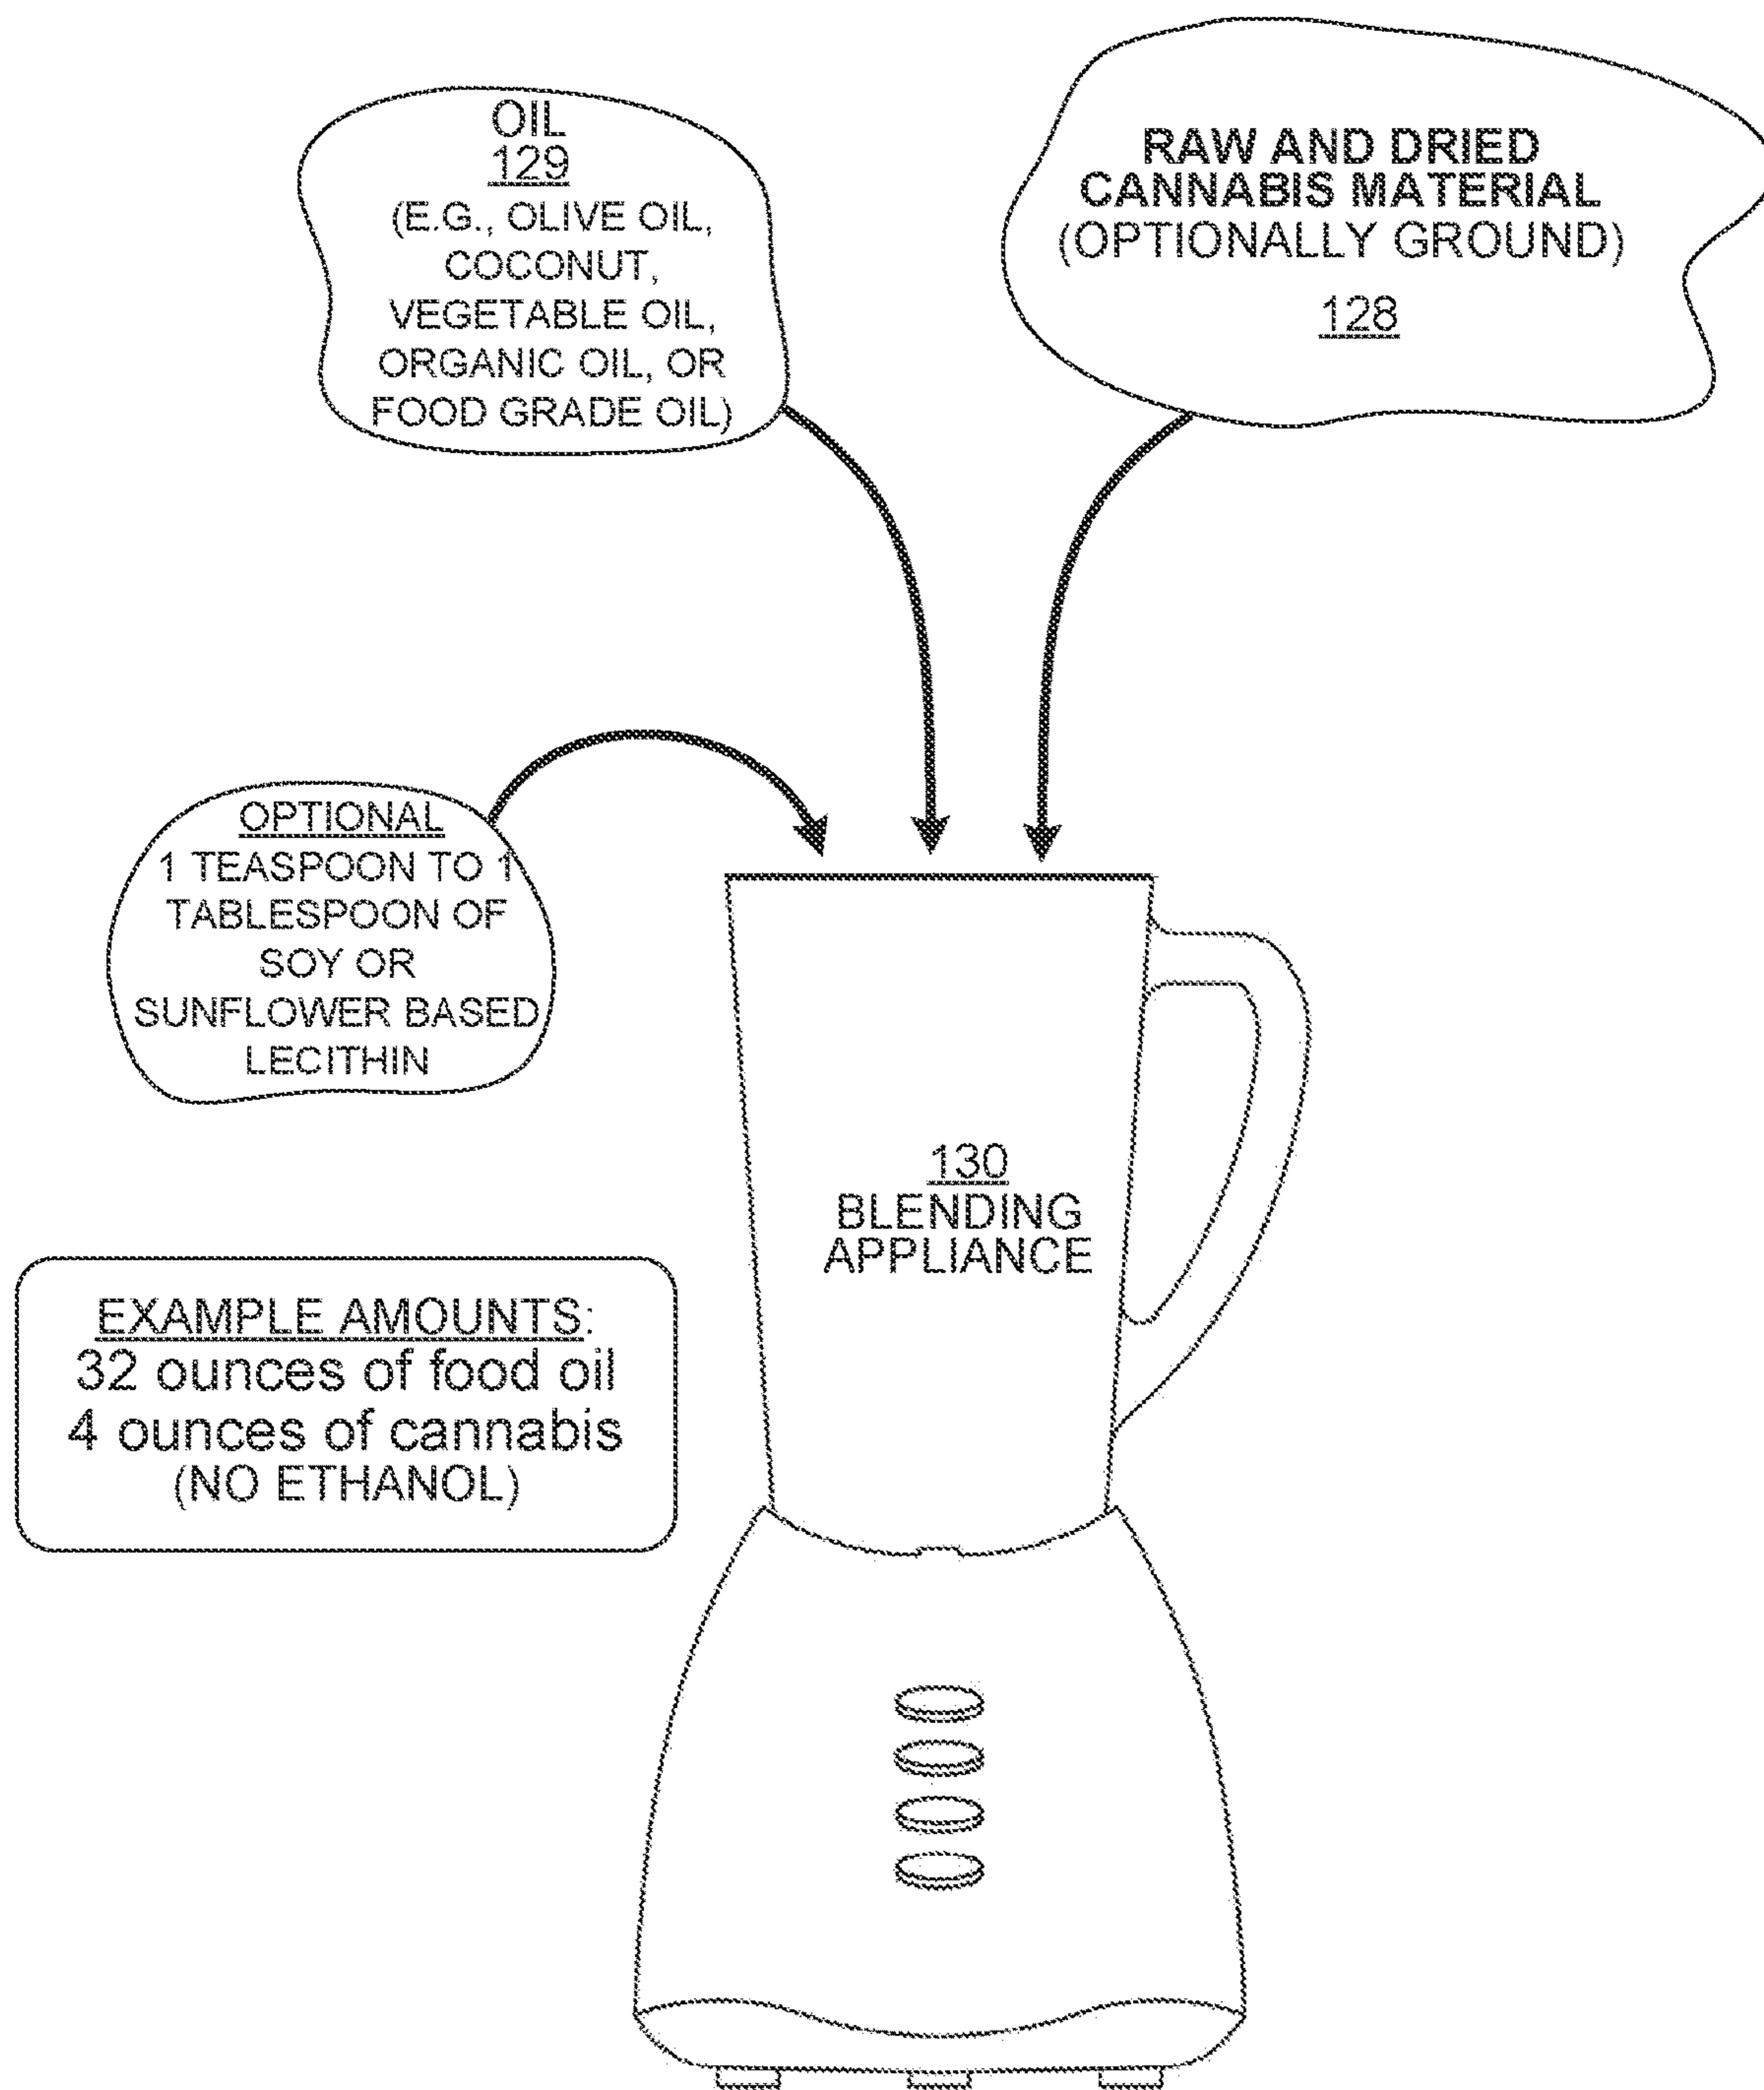 OIL
129
(E.G., OLIVE OIL,
COCONUT,
VEGETABLE OIL,
ORGANIC OIL, OR
FOOD GRADE OIL)
RAW AND DRIED
CANNABIS MATERIAL
(OPTIONALLY GROUND)
128
OPTIONAL
1 TEASPOON TO 1
TABLESPOON OF
SOY OR
SUNFLOWER BASED
LECITHIN
130
BLENDING
APPLIANCE
EXAMPLE AMOUNTS:
32 ounces of food oil
4 ounces of cannabis
(NO ETHANOL)